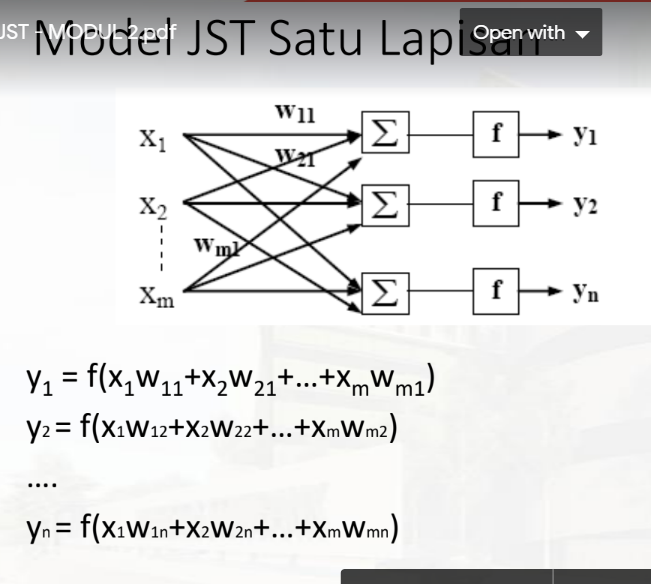 JST - MODUL 2.pdf
Open with
Model JST Satu Lapisan
w11
X1 Σ f y1
w21
X2 Σ f y2
wm1
Xm Σ f yn
y₁ = f(x₁w₁₁+x₂w₂₁+...+xₘwₘ₁)
y2 = f(x1w12+x2w22+...+xmwm2)
....
yn = f(x1w1n+x2w2n+...+xmwmn)